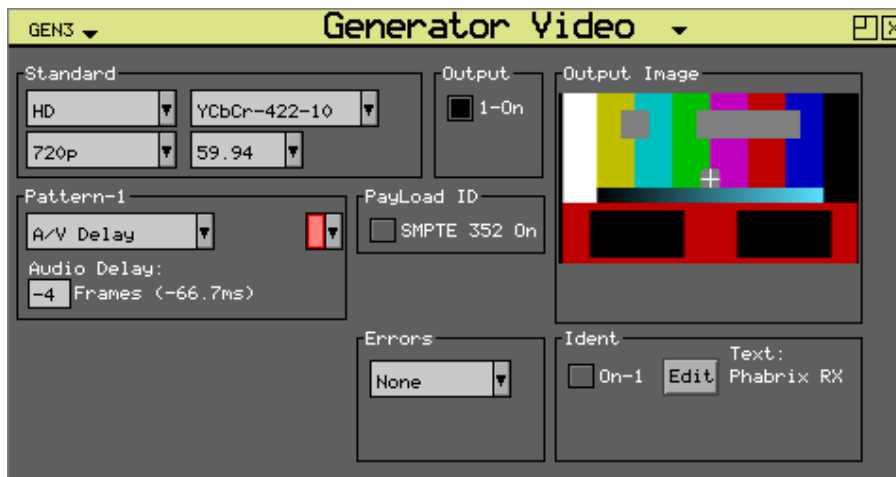 GEN3 Generator Video
Standard
HD YCbCr-422-10
720p 59.94
Output
1-On
Output Image
Pattern-1
A/V Delay
Audio Delay:
-4 Frames (-66.7ms)
PayLoad ID
SMPTE 352 On
Errors
None
Ident
On-1 Edit
Text:
Phabrix RX